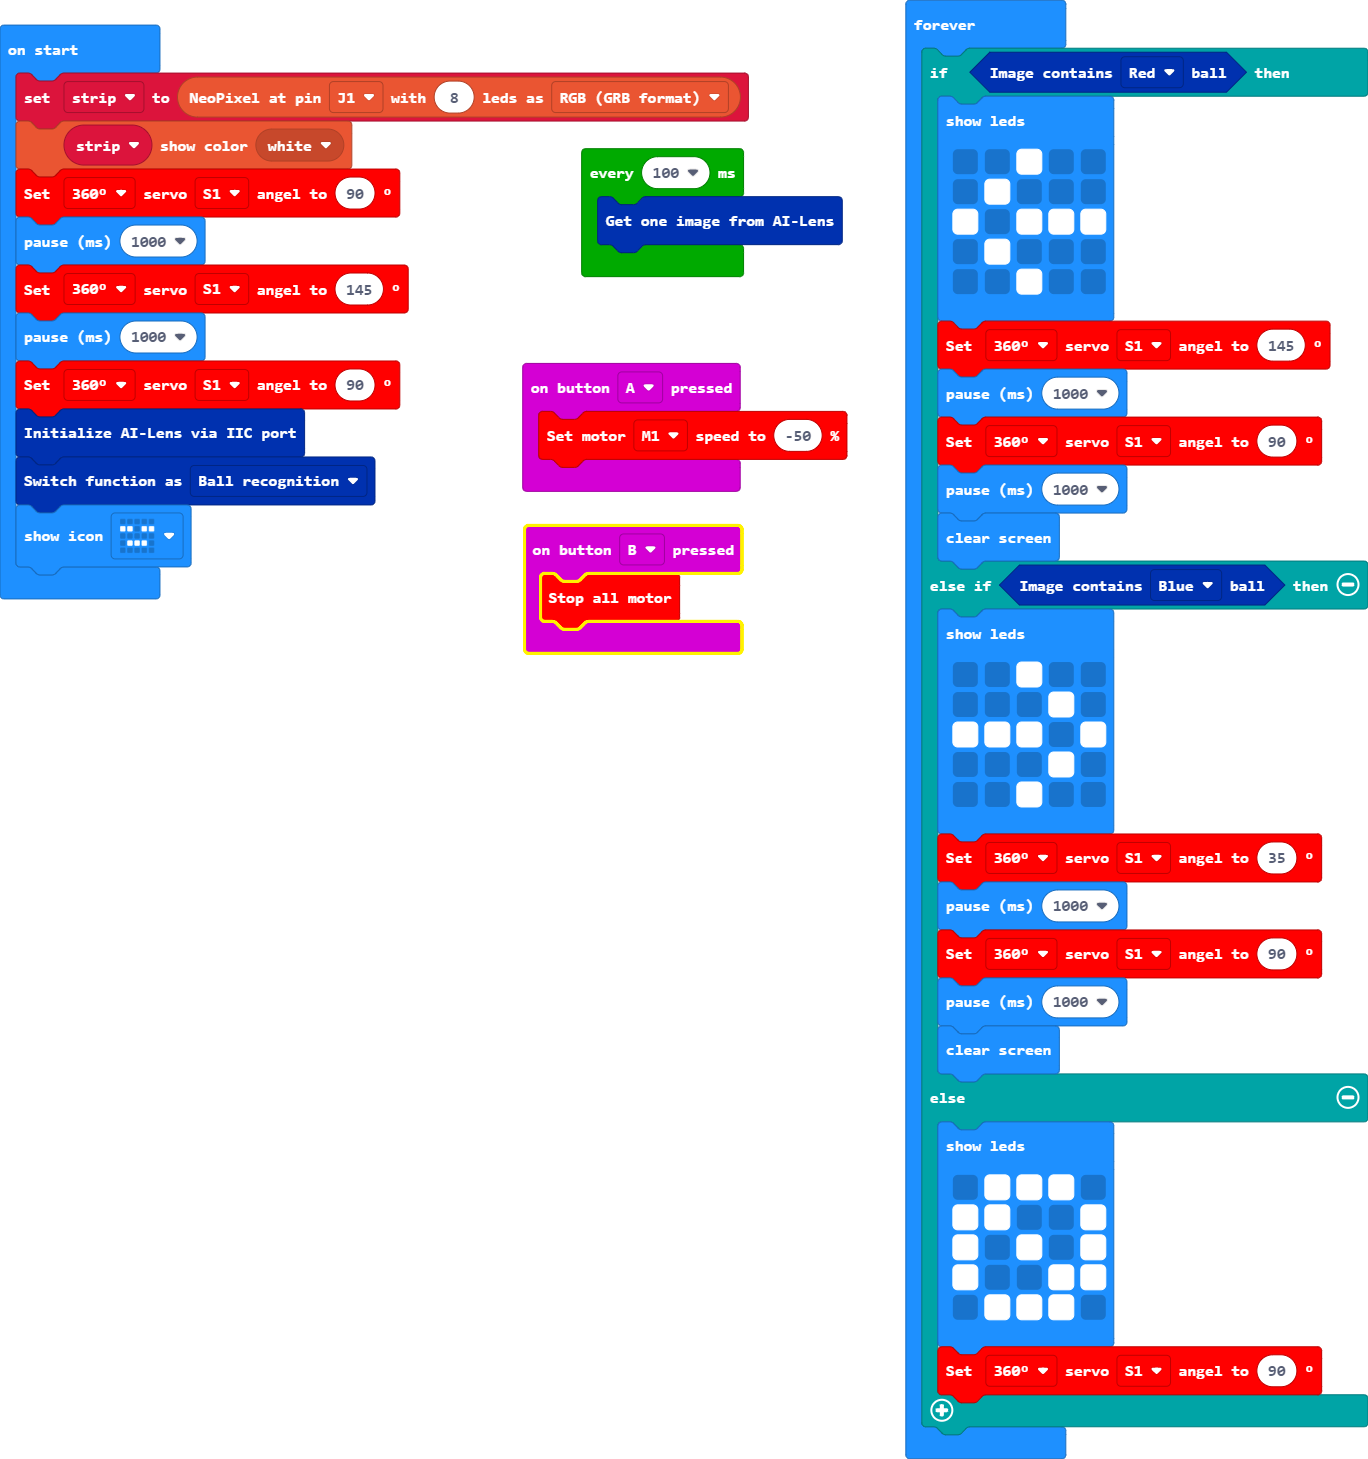 on start
set strip to NeoPixel at pin J1 with 8 leds as RGB (GRB format)
strip show color white
Set 360º servo S1 angel to 90 º
pause (ms) 1000
Set 360º servo S1 angel to 145 º
pause (ms) 1000
Set 360º servo S1 angel to 90 º
Initialize AI-Lens via IIC port
Switch function as Ball recognition
show icon
every 100 ms
Get one image from AI-Lens
on button A pressed
Set motor M1 speed to -50 %
on button B pressed
Stop all motor
forever
if Image contains Red ball then
show leds
Set 360º servo S1 angel to 145 º
pause (ms) 1000
Set 360º servo S1 angel to 90 º
pause (ms) 1000
clear screen
else if Image contains Blue ball then
show leds
Set 360º servo S1 angel to 35 º
pause (ms) 1000
Set 360º servo S1 angel to 90 º
pause (ms) 1000
clear screen
else
show leds
Set 360º servo S1 angel to 90 º